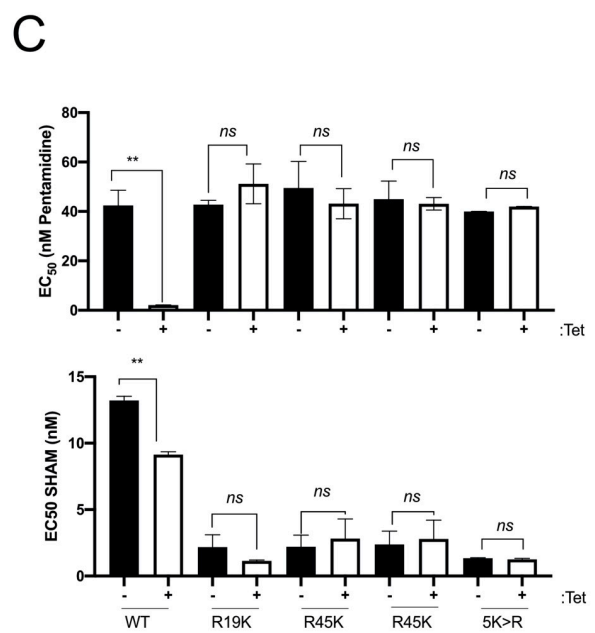 C
80
60
40
20
0
EC50 (nM Pentamidine)
** ns ns ns ns
- + - + - + - + - + :Tet
15
10
5
0
EC50 SHAM (nM)
** ns ns ns ns
- + - + - + - + - + :Tet
WT R19K R45K R45K 5K>R